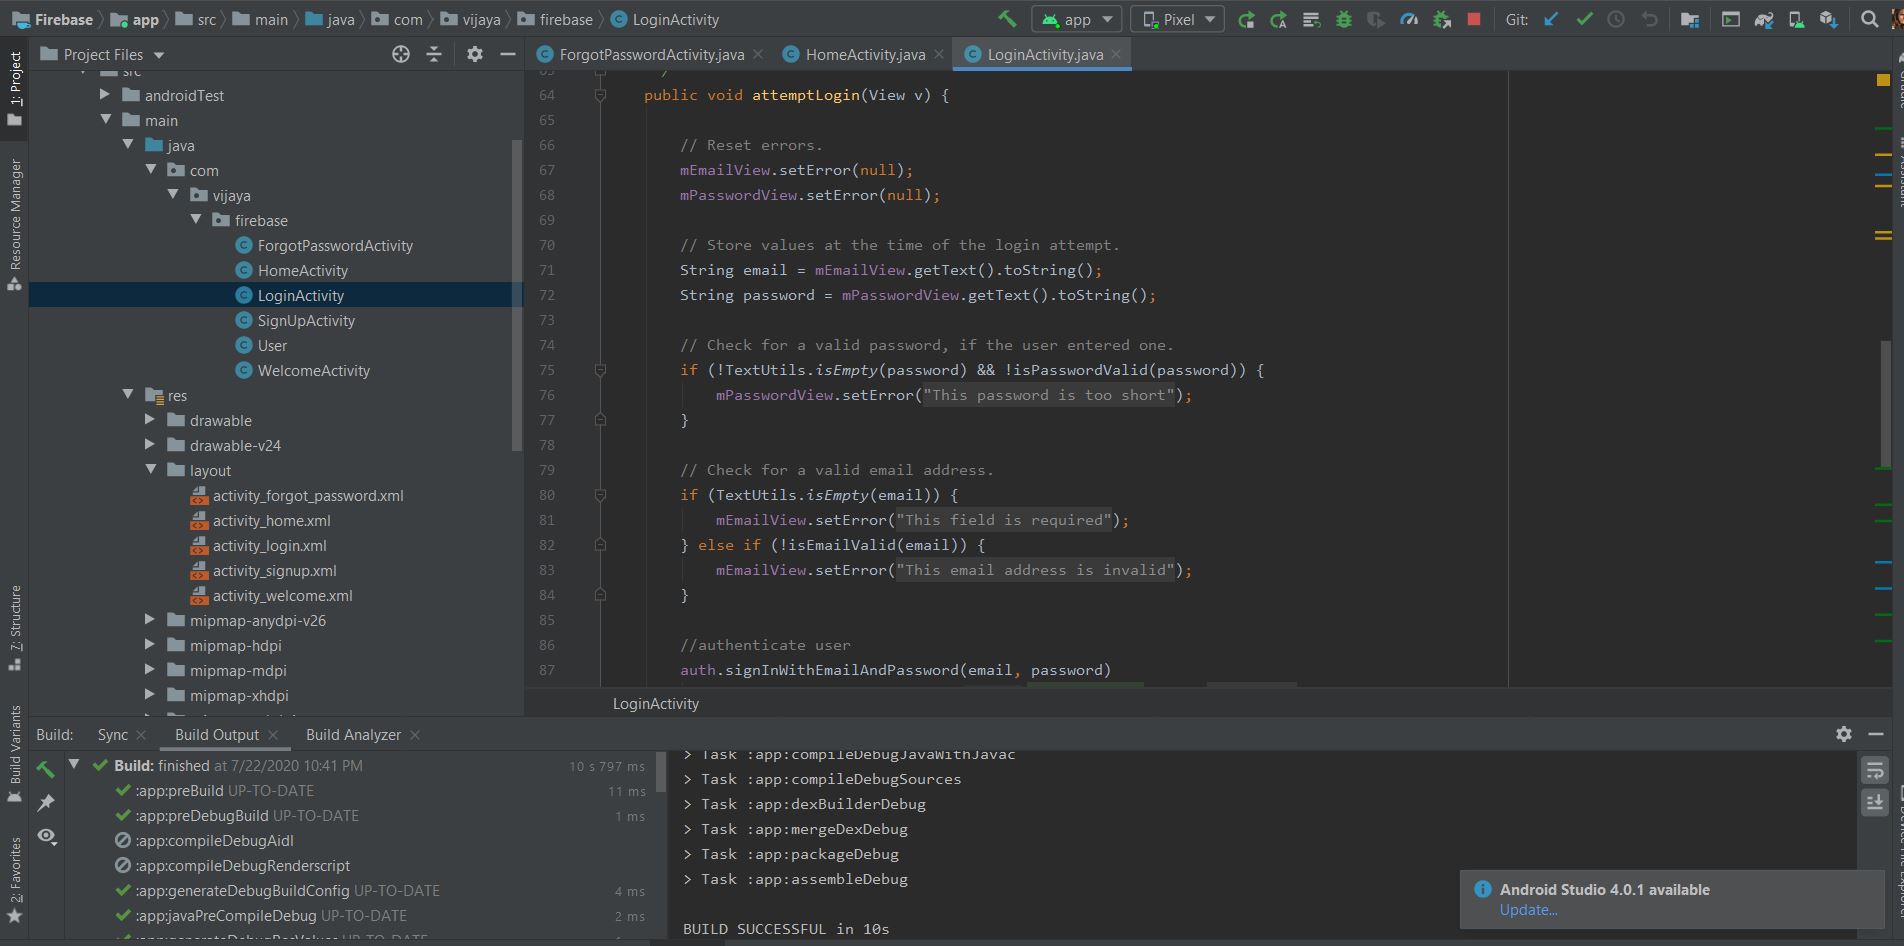 Firebase app src main java com vijaya firebase LoginActivity app Pixel Git:
Project Files
ForgotPasswordActivity.java HomeActivity.java LoginActivity.java
1: Project
Resource Manager
7: Structure
Build Variants
2: Favorites
src
androidTest
main
java
com
vijaya
firebase
ForgotPasswordActivity
HomeActivity
LoginActivity
SignUpActivity
User
WelcomeActivity
res
drawable
drawable-v24
layout
activity_forgot_password.xml
activity_home.xml
activity_login.xml
activity_signup.xml
activity_welcome.xml
mipmap-anydpi-v26
mipmap-hdpi
mipmap-mdpi
mipmap-xhdpi
64 public void attemptLogin(View v) {
65
66 // Reset errors.
67 mEmailView.setError(null);
68 mPasswordView.setError(null);
69
70 // Store values at the time of the login attempt.
71 String email = mEmailView.getText().toString();
72 String password = mPasswordView.getText().toString();
73
74 // Check for a valid password, if the user entered one.
75 if (!TextUtils.isEmpty(password) && !isPasswordValid(password)) {
76 mPasswordView.setError("This password is too short");
77 }
78
79 // Check for a valid email address.
80 if (TextUtils.isEmpty(email)) {
81 mEmailView.setError("This field is required");
82 } else if (!isEmailValid(email)) {
83 mEmailView.setError("This email address is invalid");
84 }
85
86 //authenticate user
87 auth.signInWithEmailAndPassword(email, password)
LoginActivity
Build: Sync Build Output Build Analyzer
Build: finished at 7/22/2020 10:41 PM 10 s 797 ms
:app:preBuild UP-TO-DATE 11 ms
:app:preDebugBuild UP-TO-DATE 1 ms
:app:compileDebugAidl
:app:compileDebugRenderscript
:app:generateDebugBuildConfig UP-TO-DATE 4 ms
:app:javaPreCompileDebug UP-TO-DATE 2 ms
> Task :app:compileDebugJavaWithJavac
> Task :app:compileDebugSources
> Task :app:dexBuilderDebug
> Task :app:mergeDexDebug
> Task :app:packageDebug
> Task :app:assembleDebug
BUILD SUCCESSFUL in 10s
Android Studio 4.0.1 available
Update...